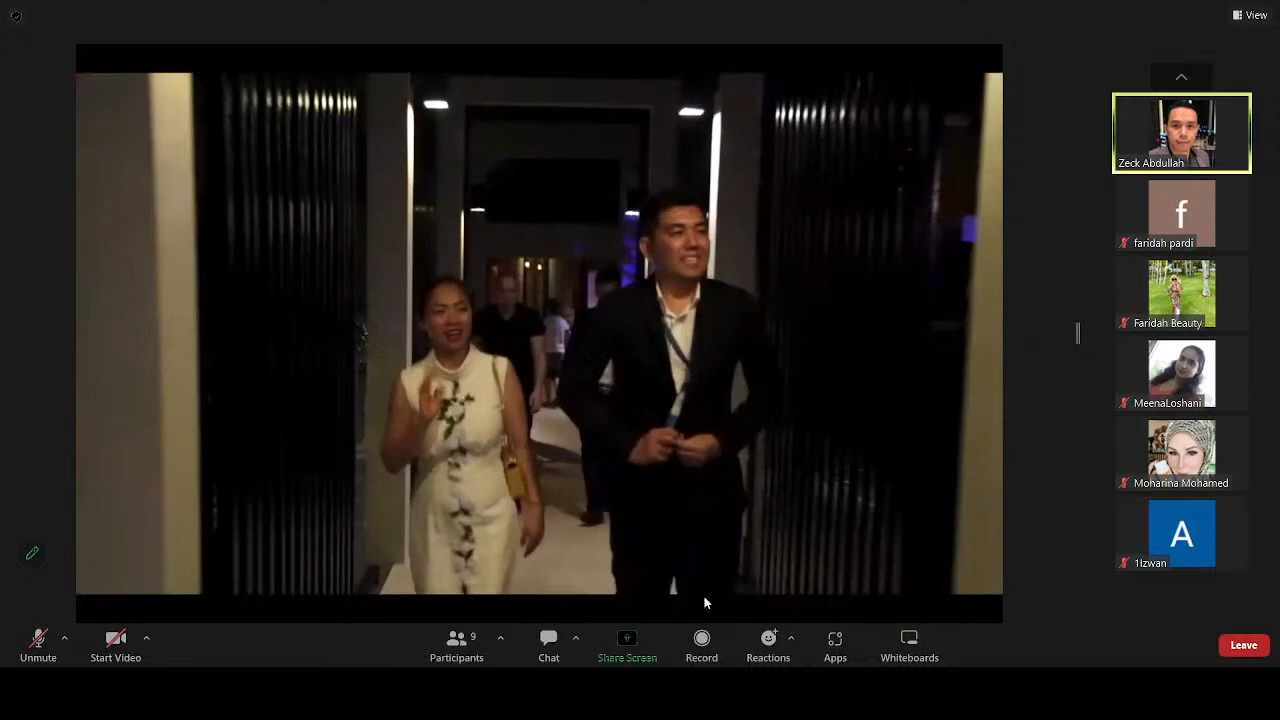 View
Zeck Abdullah
f
faridah pardi
Faridah Beauty
MeenaLoshani
Moharina Mohamed
A
1Izwan
Unmute
Start Video
9
Participants
Chat
Share Screen
Record
Reactions
Apps
Whiteboards
Leave